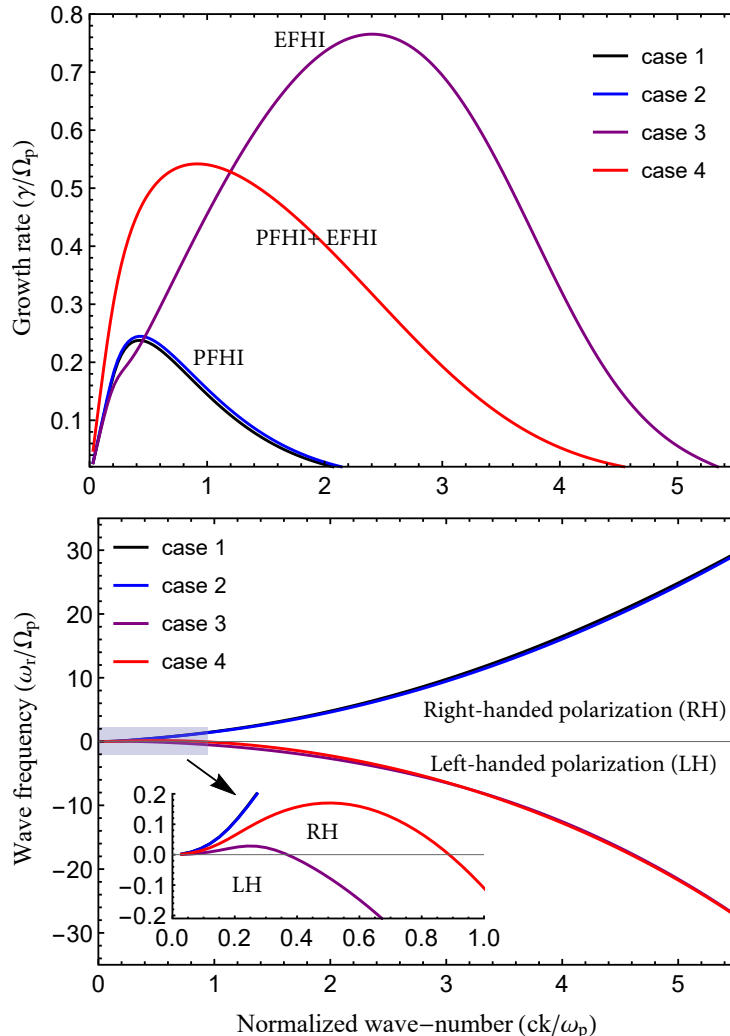 0.8
0.7
0.6
0.5
0.4
0.3
0.2
0.1
Growth rate (γ/Ωp)
EFHI
PFHI+EFHI
PFHI
case 1
case 2
case 3
case 4
0 1 2 3 4 5
30
20
10
0
−10
−20
−30
Wave frequency (ωr/Ωp)
case 1
case 2
case 3
case 4
Right-handed polarization (RH)
Left-handed polarization (LH)
0.2
0.1
0.0
−0.1
−0.2
RH
LH
0.0 0.2 0.4 0.6 0.8 1.0
0 1 2 3 4 5
Normalized wave−number (ck/ωp)